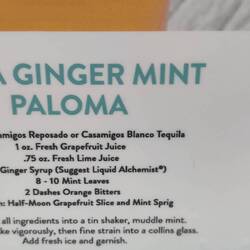 A GINGER MINT
PALOMA
amigos Reposado or Casamigos Blanco Tequila
1 oz. Fresh Grapefruit Juice
.75 oz. Fresh Lime Juice
Ginger Syrup (Suggest Liquid Alchemist®)
8 - 10 Mint Leaves
2 Dashes Orange Bitters
: Half-Moon Grapefruit Slice and Mint Sprig
all ingredients into a tin shaker, muddle mint.
ke vigorously, then fine strain into a collins glass.
Add fresh ice and garnish.